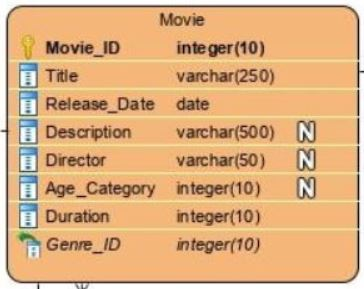 Movie
Movie_ID integer(10)
Title varchar(250)
Release_Date date
Description varchar(500) N
Director varchar(50) N
Age_Category integer(10) N
Duration integer(10)
Genre_ID integer(10)